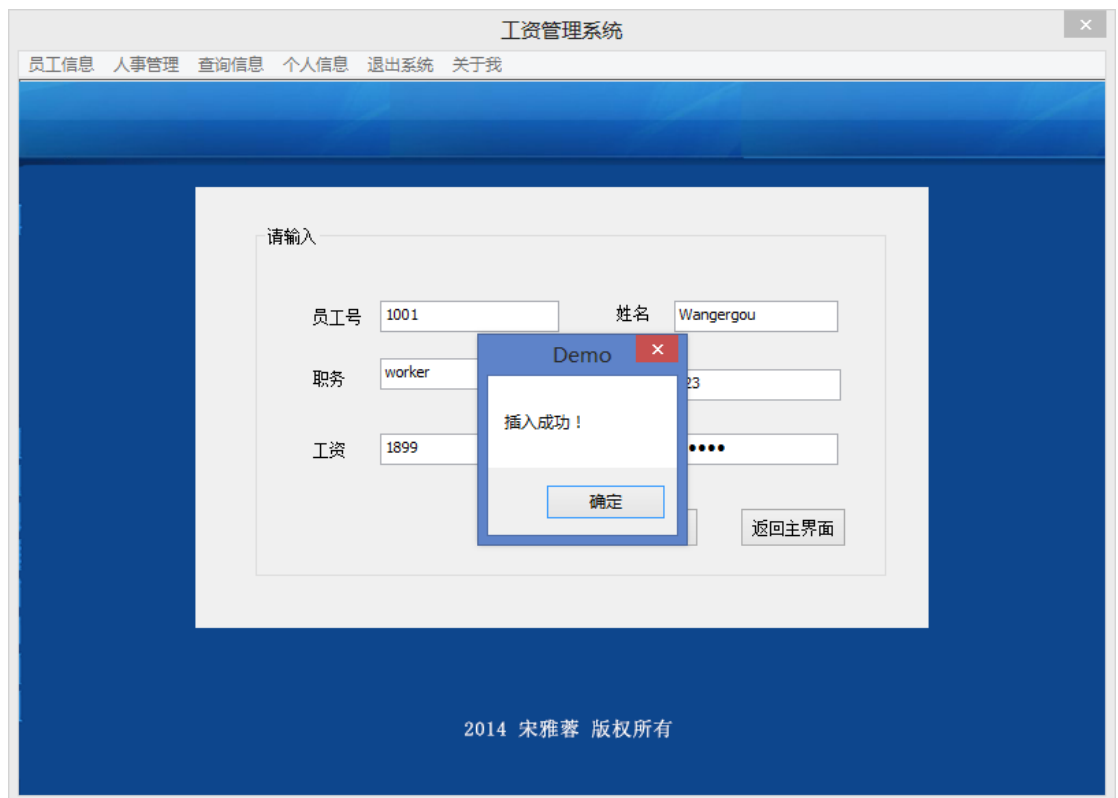 工资管理系统
员工信息 人事管理 查询信息 个人信息 退出系统 关于我
请输入
员工号 1001 姓名 Wangergou
Demo
职务 worker 23
插入成功！
工资 1899 ••••
确定
返回主界面
2014 宋雅蓉 版权所有